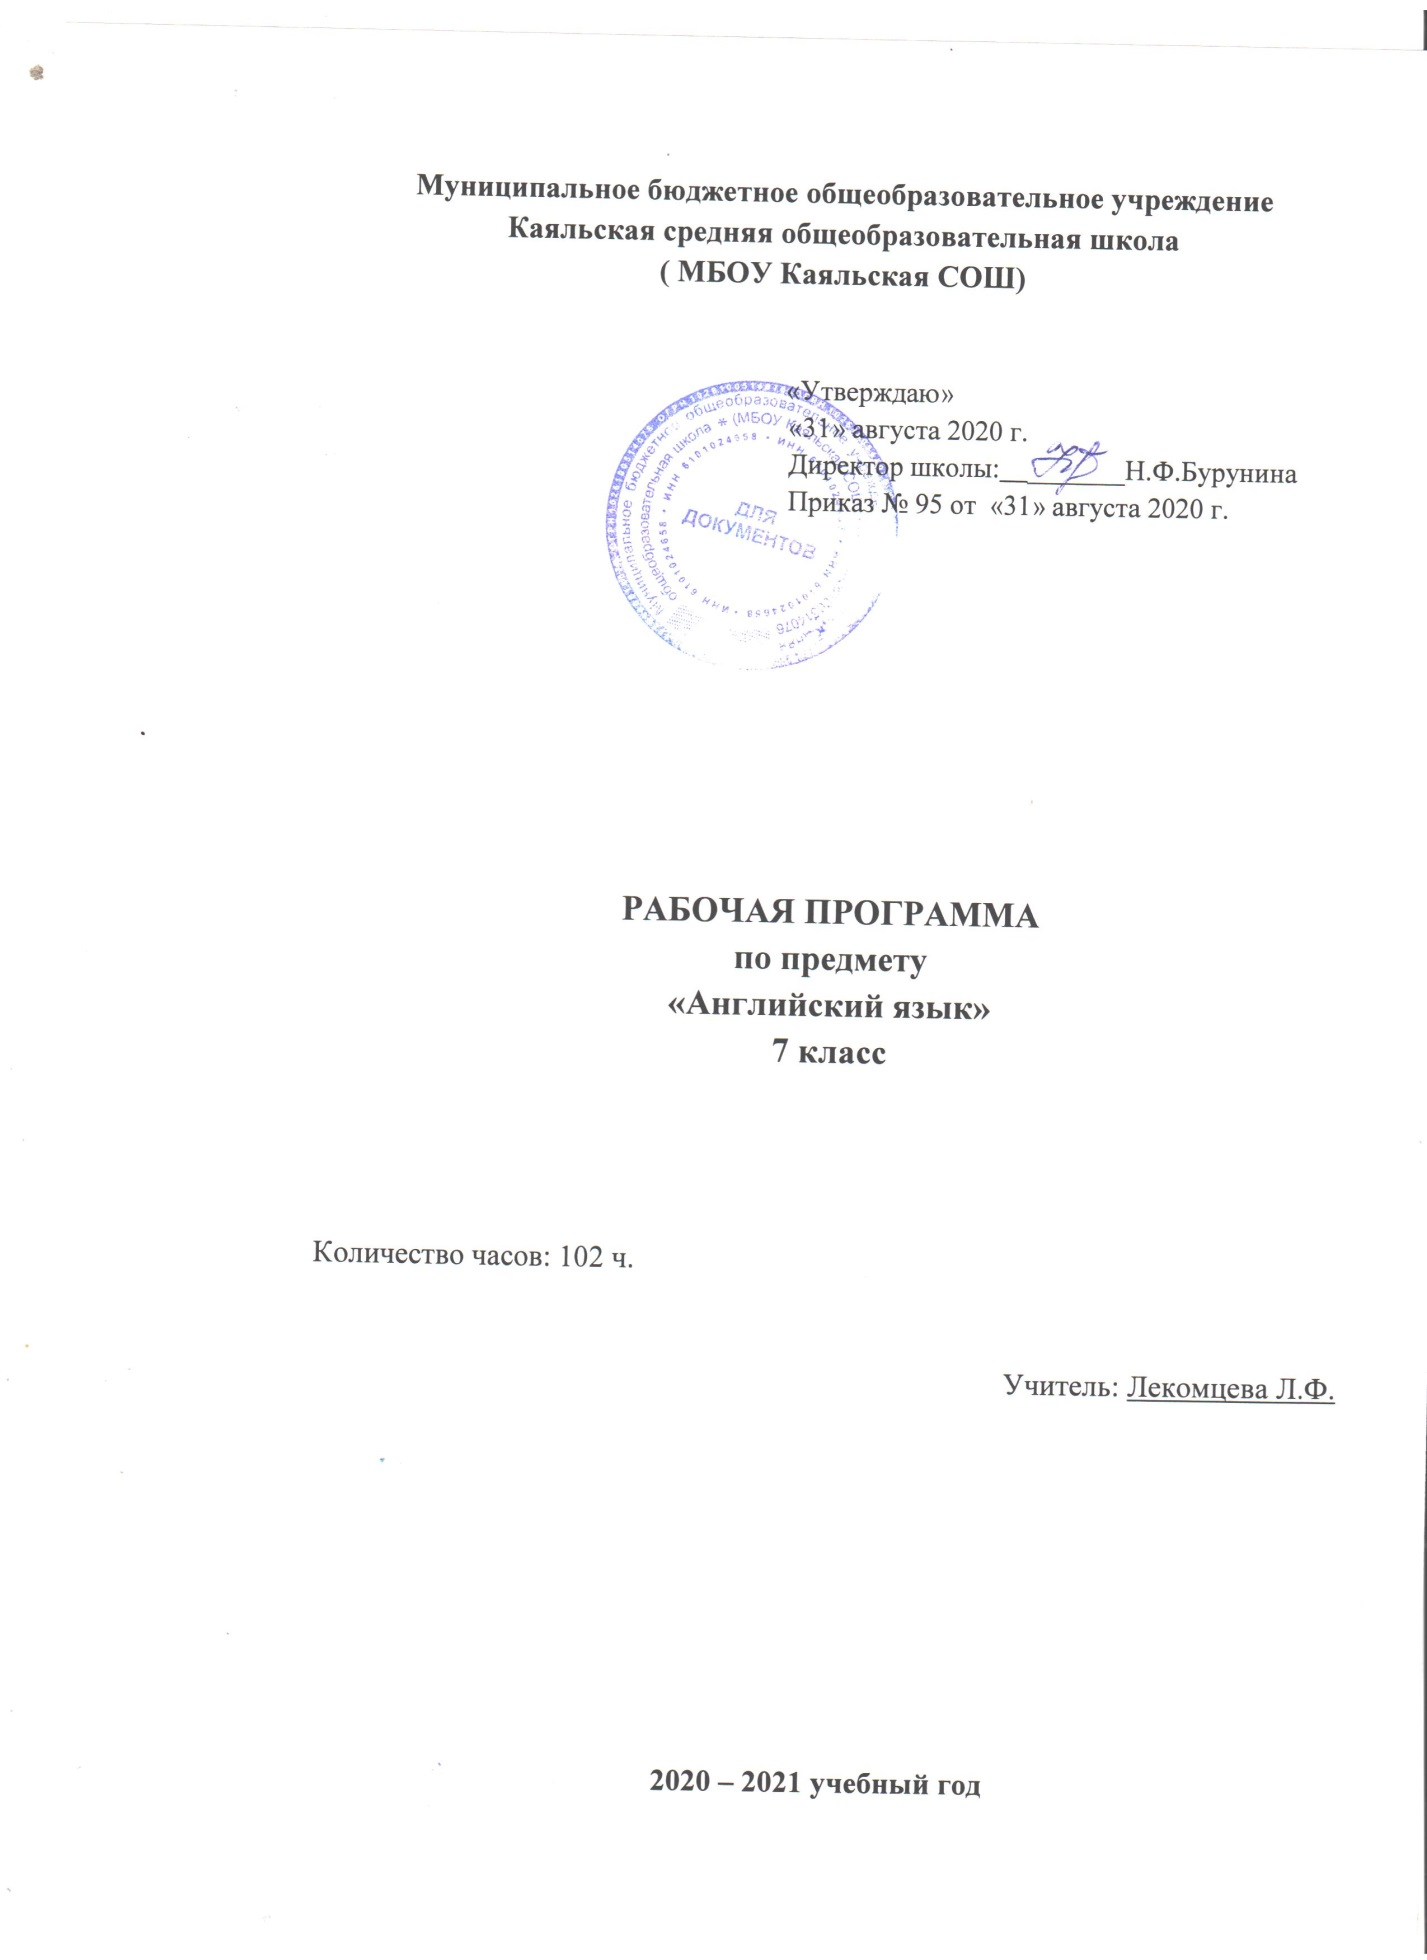 Муниципальное бюджетное общеобразовательное учреждение
Каяльская средняя общеобразовательная школа
( МБОУ Каяльская СОШ)
«Утверждаю»
«31» августа 2020 г.
Директор школы:_________Н.Ф.Бурунина
Приказ № 95 от «31» августа 2020 г.
ДЛЯ
ДОКУМЕНТОВ
РАБОЧАЯ ПРОГРАММА
по предмету
«Английский язык»
7 класс
Количество часов: 102 ч.
Учитель: Лекомцева Л.Ф.
2020 – 2021 учебный год